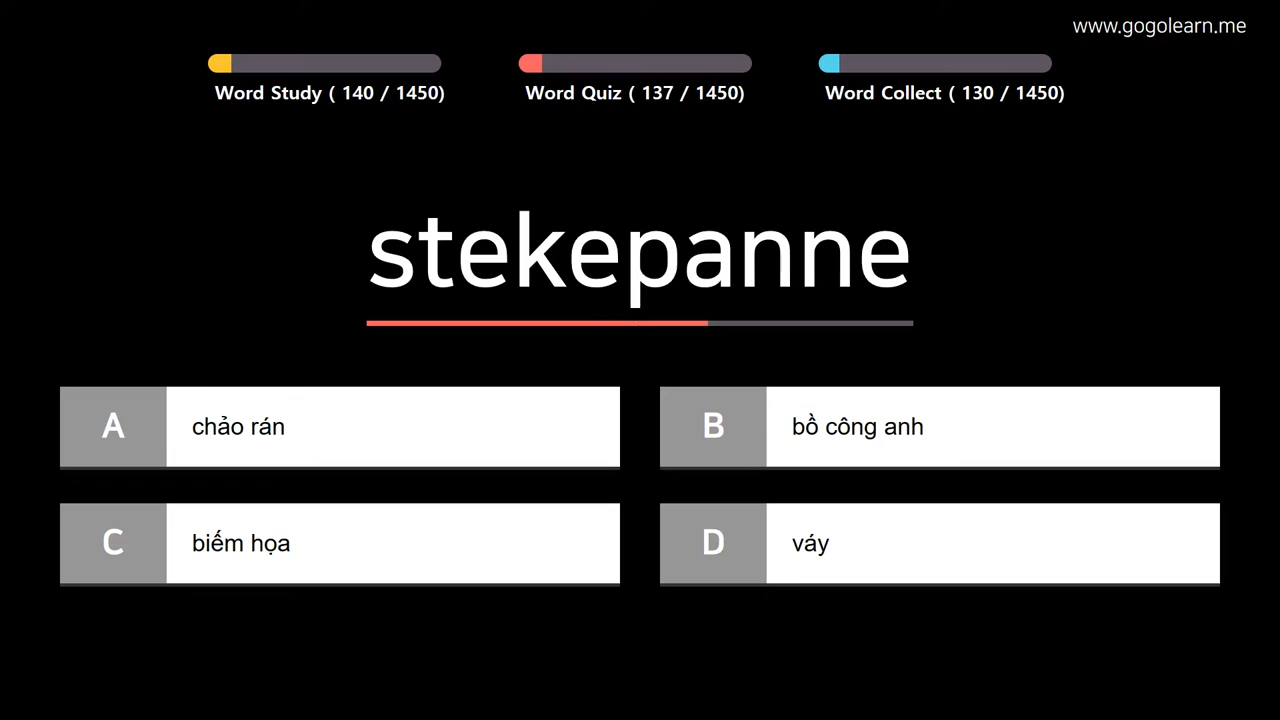 www.gogolearn.me
Word Study ( 140 / 1450)
Word Quiz ( 137 / 1450)
Word Collect ( 130 / 1450)
stekepanne
A chảo rán
B bồ công anh
C biếm họa
D váy